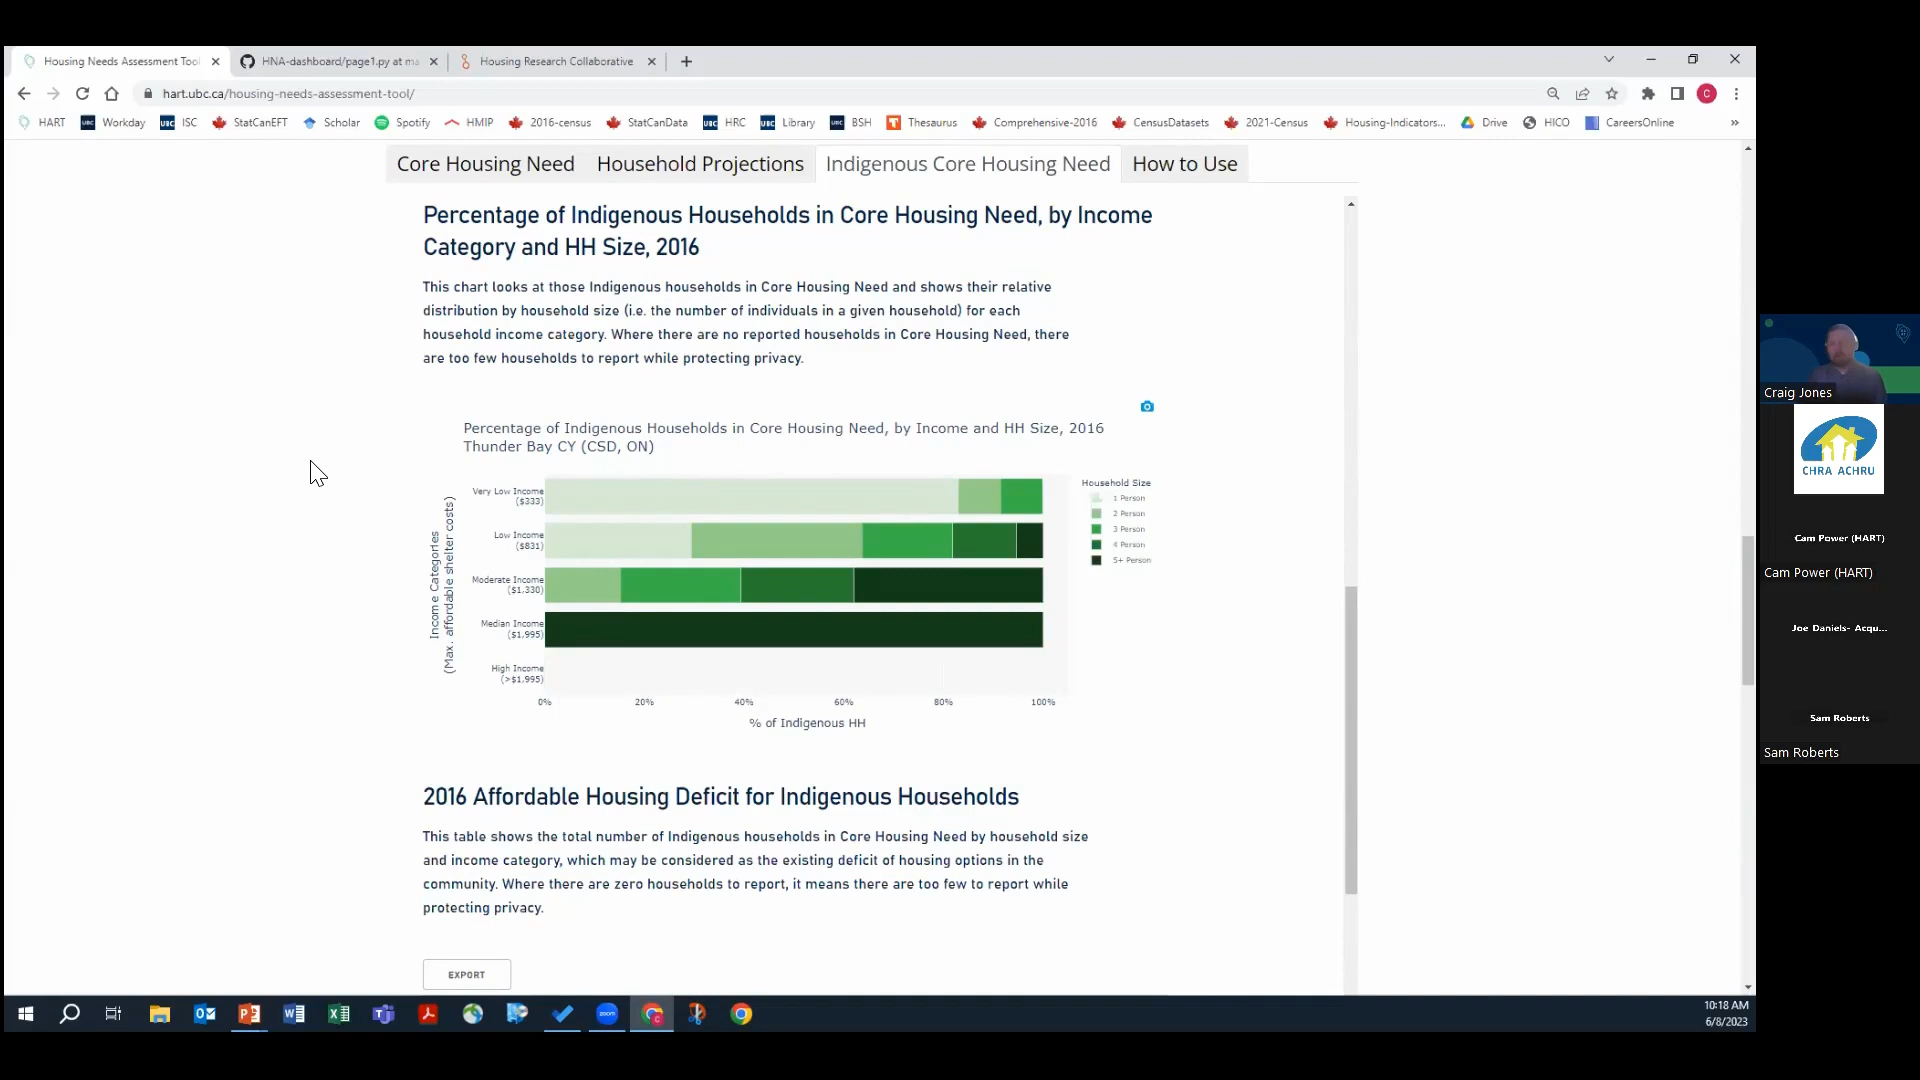 Housing Needs Assessment Tool
HNA-dashboard/page1.py at ma
Housing Research Collaborative
hart.ubc.ca/housing-needs-assessment-tool/
C
HART
UBC
Workday
UBC
ISC
StatCanEFT
Scholar
Spotify
HMIP
2016-census
StatCanData
UBC
HRC
UBC
Library
UBC
BSH
Thesaurus
Comprehensive-2016
CensusDatasets
2021-Census
Housing-Indicators...
Drive
HICO
CareersOnline
»
Core Housing Need
Household Projections
Indigenous Core Housing Need
How to Use
Percentage of Indigenous Households in Core Housing Need, by Income
Category and HH Size, 2016
This chart looks at those Indigenous households in Core Housing Need and shows their relative
distribution by household size (i.e. the number of individuals in a given household) for each
household income category. Where there are no reported households in Core Housing Need, there
are too few households to report while protecting privacy.
Percentage of Indigenous Households in Core Housing Need, by Income and HH Size, 2016
Thunder Bay CY (CSD, ON)
Income Categories
(Max. affordable shelter costs)
Very Low Income
($333)
Low Income
($831)
Moderate Income
($1,330)
Median Income
($1,995)
High Income
(>$1,995)
0%
20%
40%
60%
80%
100%
% of Indigenous HH
Household Size
1 Person
2 Person
3 Person
4 Person
5+ Person
2016 Affordable Housing Deficit for Indigenous Households
This table shows the total number of Indigenous households in Core Housing Need by household size
and income category, which may be considered as the existing deficit of housing options in the
community. Where there are zero households to report, it means there are too few to report while
protecting privacy.
EXPORT
Craig Jones
CHRA ACHRU
Cam Power (HART)
Cam Power (HART)
Joe Daniels- Acqu...
Sam Roberts
Sam Roberts
zoom
10:18 AM
6/8/2023